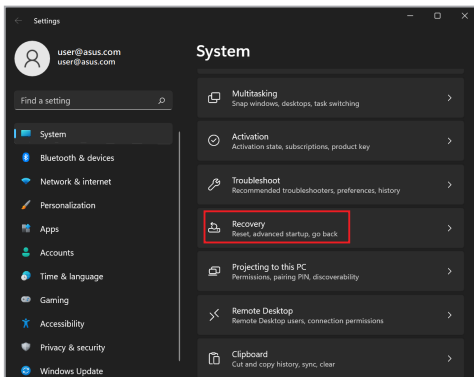 Settings
user@asus.com
user@asus.com
Find a setting
System
Bluetooth & devices
Network & internet
Personalization
Apps
Accounts
Time & language
Gaming
Accessibility
Privacy & security
Windows Update
System
Multitasking
Snap windows, desktops, task switching
Activation
Activation state, subscriptions, product key
Troubleshoot
Recommended troubleshooters, preferences, history
Recovery
Reset, advanced startup, go back
Projecting to this PC
Permissions, pairing PIN, discoverability
Remote Desktop
Remote Desktop users, connection permissions
Clipboard
Cut and copy history, sync, clear